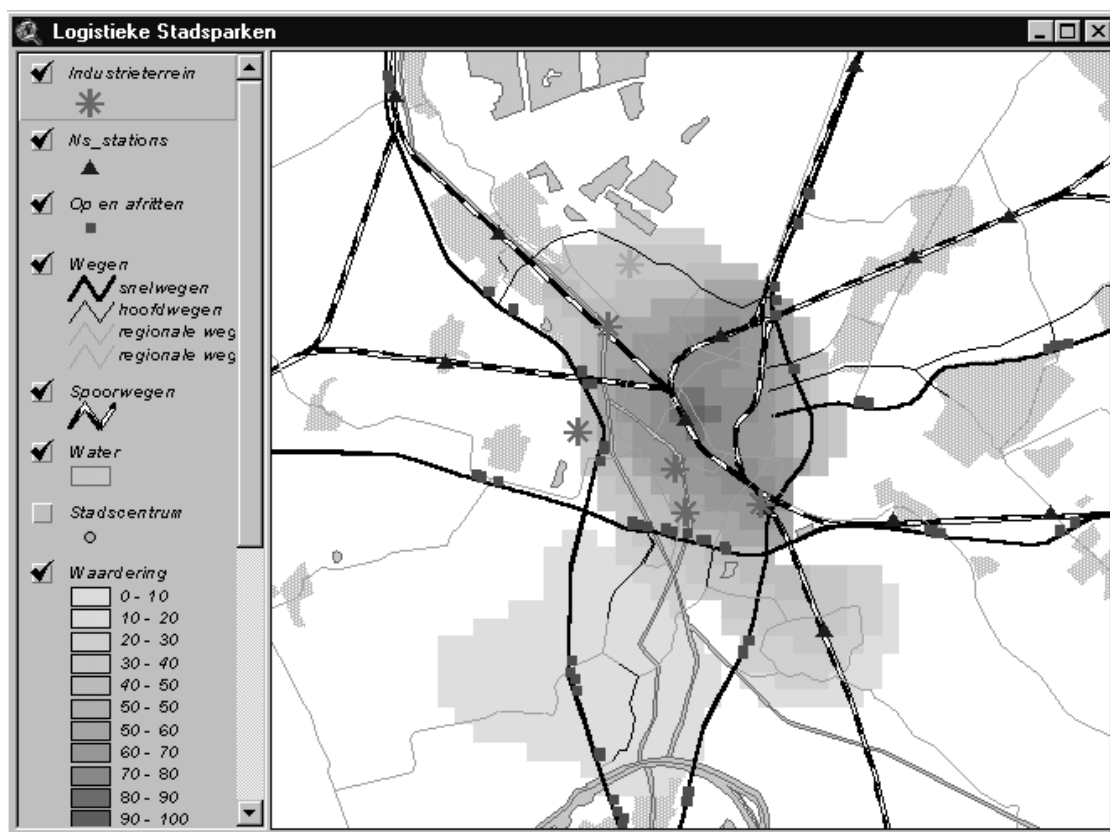 Logistieke Stadsparken
Industrieterrein
Ns_stations
Op en afritten
Wegen
snelwegen
hoofdwegen
regionale weg
regionale weg
Spoorwegen
Water
Stadscentrum
Waardering
0 - 10
10 - 20
20 - 30
30 - 40
40 - 50
50 - 50
50 - 60
60 - 70
70 - 80
80 - 90
90 - 100